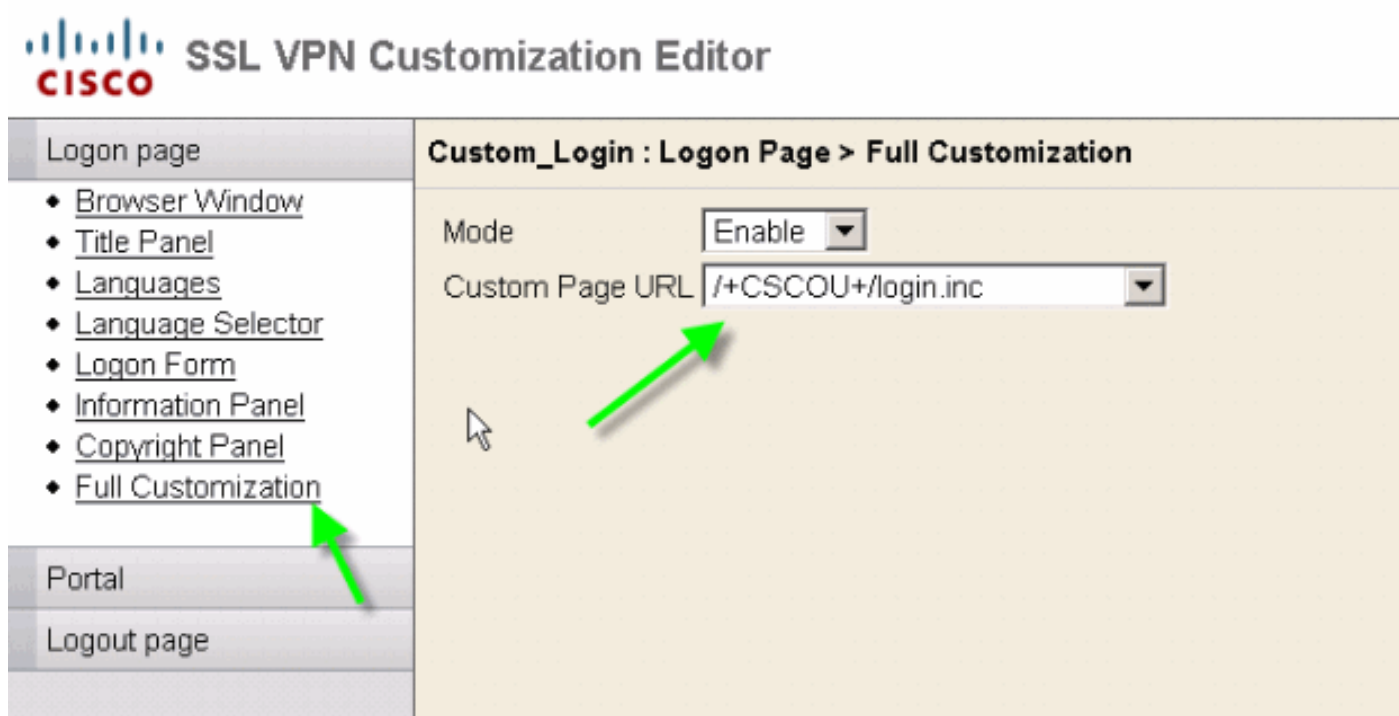 CISCO
SSL VPN Customization Editor
Logon page
Browser Window
Title Panel
Languages
Language Selector
Logon Form
Information Panel
Copyright Panel
Full Customization
Portal
Logout page
Custom_Login : Logon Page > Full Customization
Mode Enable
Custom Page URL /+CSCOU+/login.inc